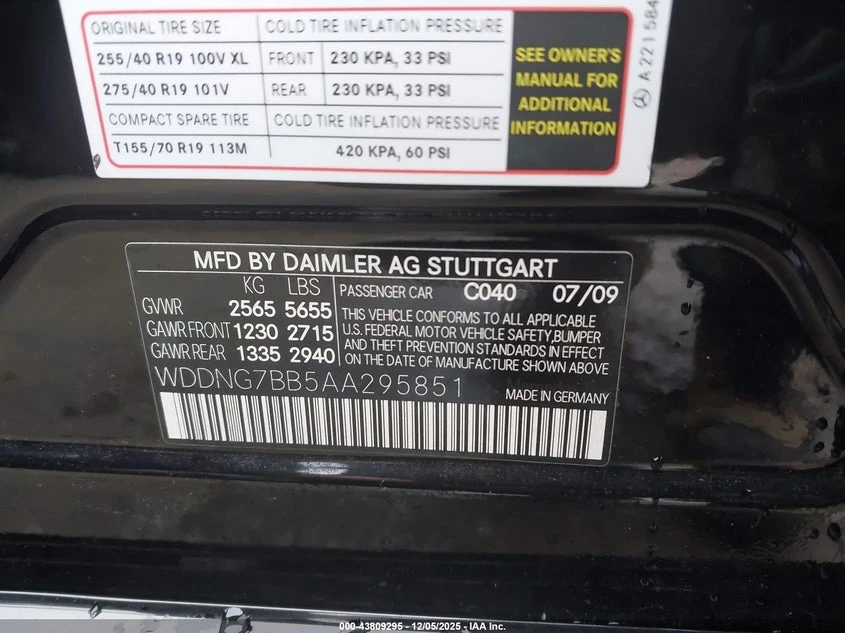 ORIGINAL TIRE SIZE COLD TIRE INFLATION PRESSURE
255/40 R19 100V XL FRONT 230 KPA, 33 PSI
275/40 R19 101V REAR 230 KPA, 33 PSI
COMPACT SPARE TIRE COLD TIRE INFLATION PRESSURE
T155/70 R19 113M 420 KPA, 60 PSI
SEE OWNER'S
MANUAL FOR
ADDITIONAL
INFORMATION
A 221 584
MFD BY DAIMLER AG STUTTGART
KG LBS
GVWR 2565 5655
GAWR FRONT 1230 2715
GAWR REAR 1335 2940
PASSENGER CAR C040 07/09
THIS VEHICLE CONFORMS TO ALL APPLICABLE
U.S. FEDERAL MOTOR VEHICLE SAFETY, BUMPER
AND THEFT PREVENTION STANDARDS IN EFFECT
ON THE DATE OF MANUFACTURE SHOWN ABOVE
WDDNG7BB5AA295851 MADE IN GERMANY
000-43809295 - 12/05/2025 - IAA Inc.